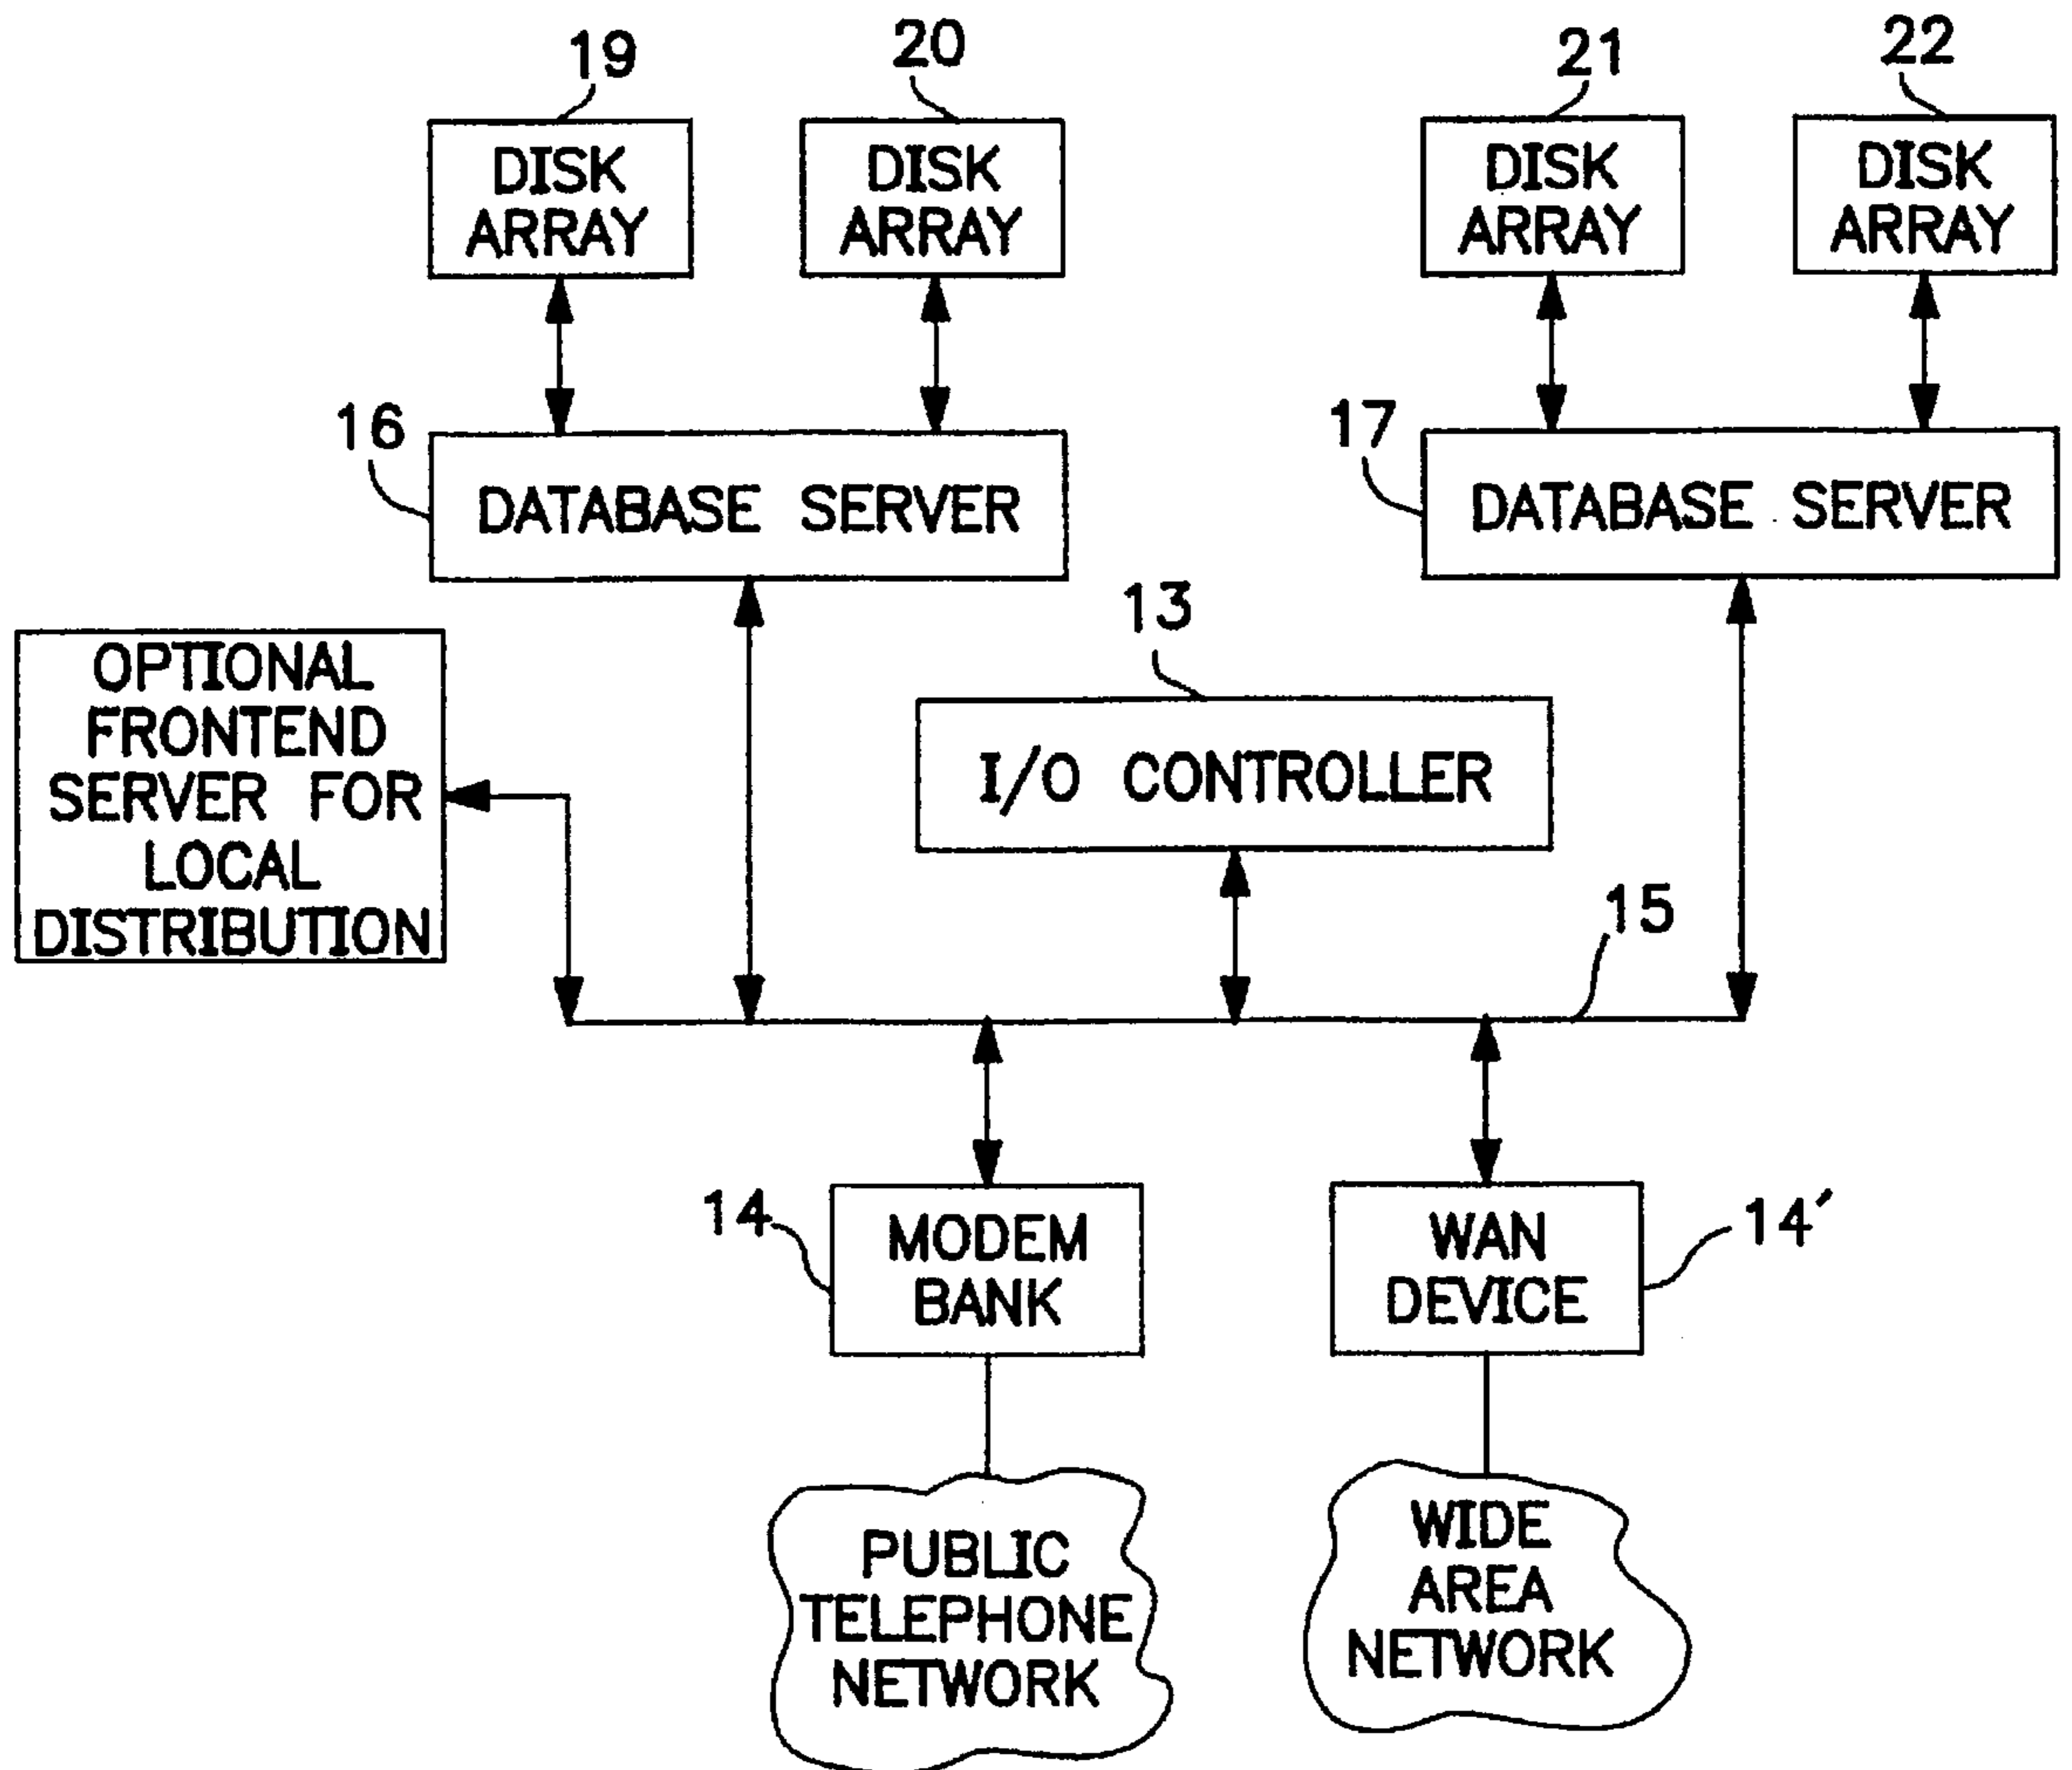 19
20
21
22
DISK
ARRAY
DISK
ARRAY
DISK
ARRAY
DISK
ARRAY
16
DATABASE SERVER
17
DATABASE SERVER
13
I/O CONTROLLER
OPTIONAL
FRONTEND
SERVER FOR
LOCAL
DISTRIBUTION
15
14
MODEM
BANK
WAN
DEVICE
14'
PUBLIC
TELEPHONE
NETWORK
WIDE
AREA
NETWORK